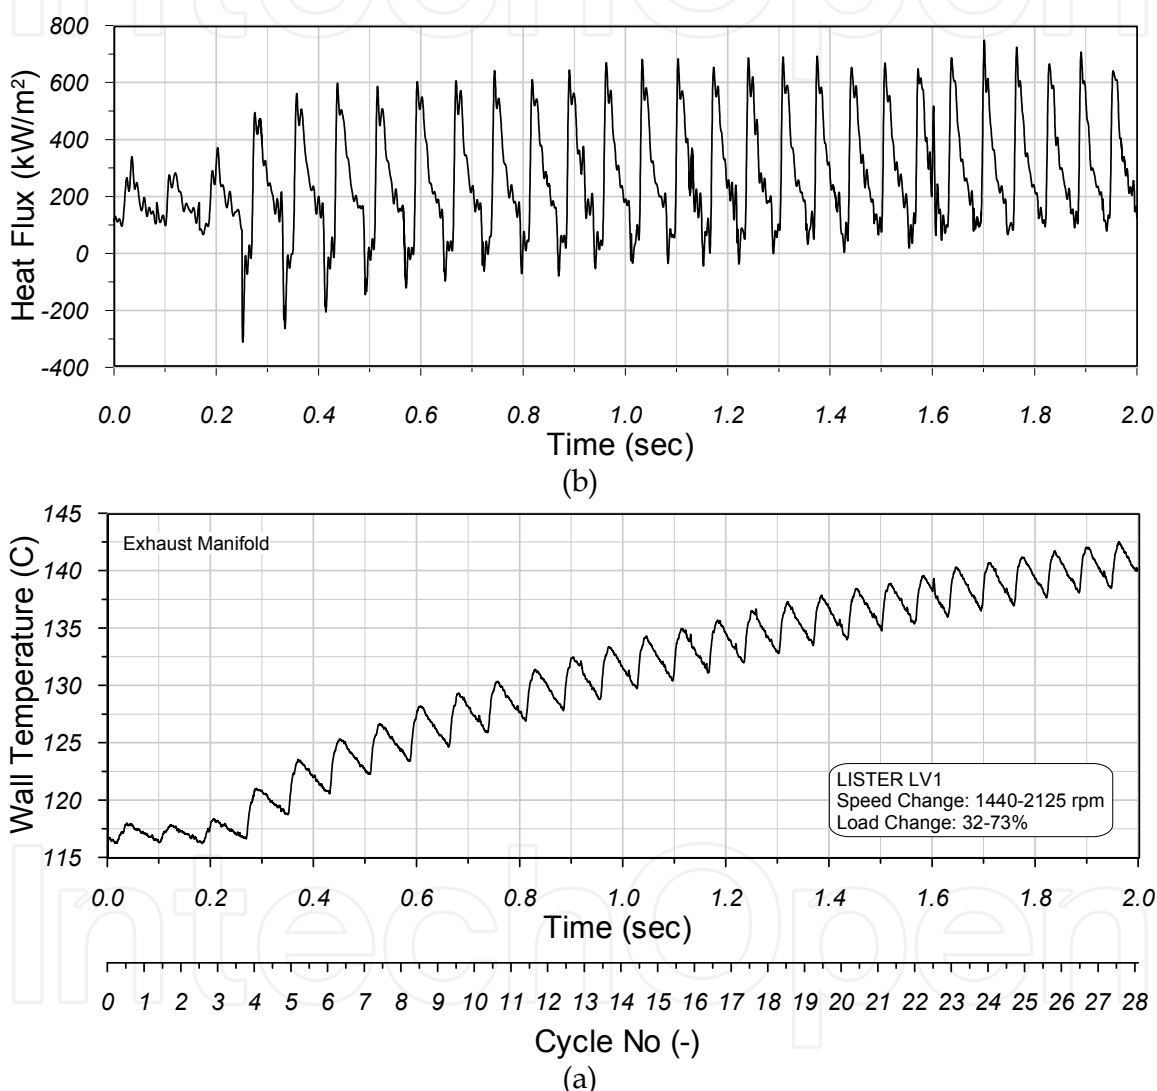 IntechOpen
800
600
400
200
0
-200
-400
Heat Flux (kW/m²)
0.0 0.2 0.4 0.6 0.8 1.0 1.2 1.4 1.6 1.8 2.0
Time (sec)
(b)
145
140
135
130
125
120
115
Wall Temperature (C)
Exhaust Manifold
LISTER LV1
Speed Change: 1440-2125 rpm
Load Change: 32-73%
0.0 0.2 0.4 0.6 0.8 1.0 1.2 1.4 1.6 1.8 2.0
Time (sec)
IntechOpen
0 1 2 3 4 5 6 7 8 9 10 11 12 13 14 15 16 17 18 19 20 21 22 23 24 25 26 27 28
Cycle No (-)
(a)